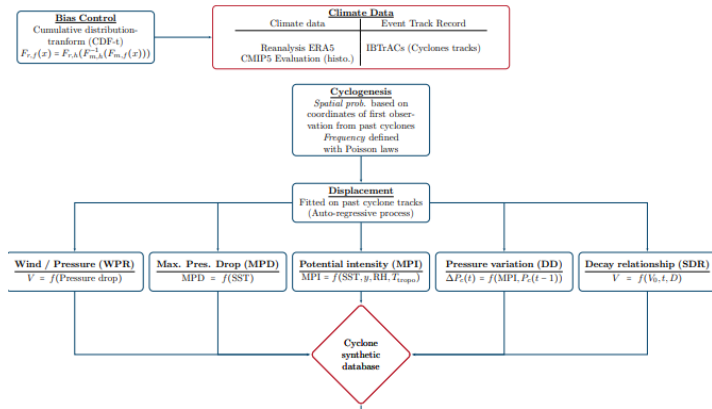 Bias Control
Cumulative distribution-
tranform (CDF-t)
F_{r,f}(x) = F_{r,h}(F_{m,h}^{-1}(F_{m,f}(x)))
Climate Data
Climate data
Event Track Record
Reanalysis ERA5
IBTrACs (Cyclones tracks)
CMIP5 Evaluation (histo.)
Cyclogenesis
Spatial prob. based on
coordinates of first obser-
vation from past cyclones
Frequency defined
with Poisson laws
Displacement
Fitted on past cyclone tracks
(Auto-regressive process)
Wind / Pressure (WPR)
V = f(Pressure drop)
Max. Pres. Drop (MPD)
MPD = f(SST)
Potential intensity (MPI)
MPI = f(SST, y, RH, T_{tropo})
Pressure variation (DD)
ΔP_c(t) = f(MPI, P_c(t − 1))
Decay relationship (SDR)
V = f(V_0, t, D)
Cyclone
synthetic
database